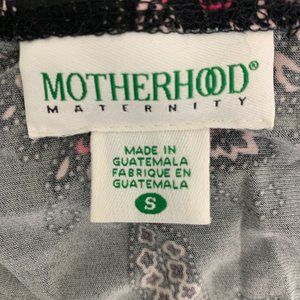 MOTHERHOOD®
MATERNITY
MADE IN
GUATEMALA
FABRIQUE EN
GUATEMALA
S